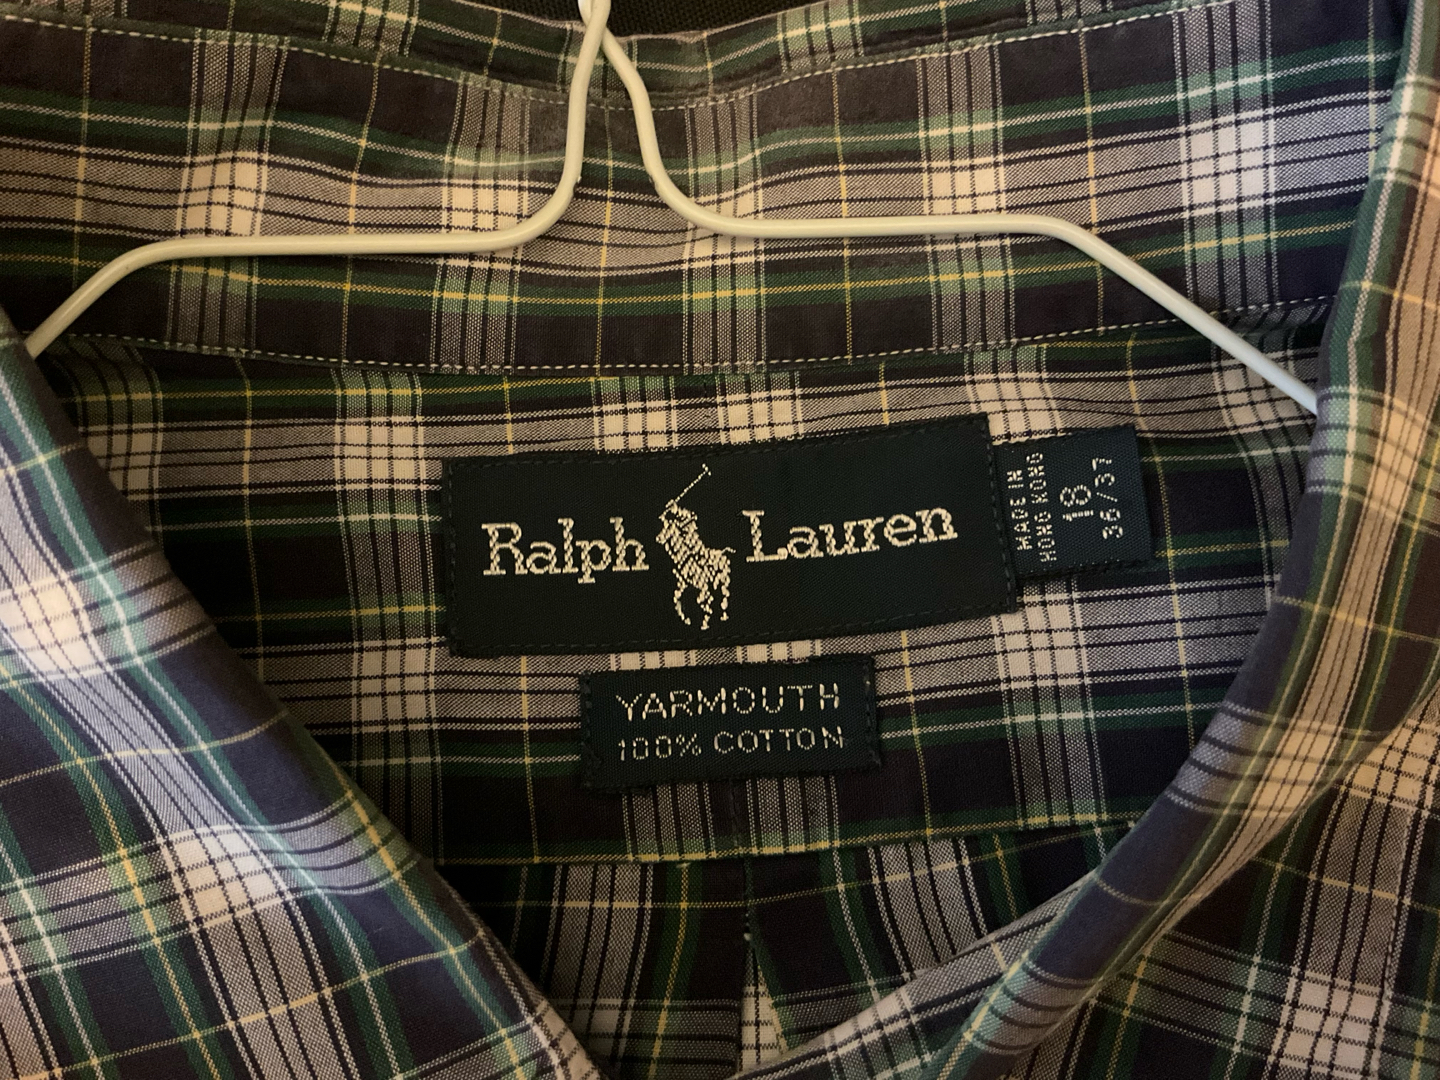 Ralph Lauren
MADE IN
HONG KONG
18
36/37
YARMOUTH
100% COTTON